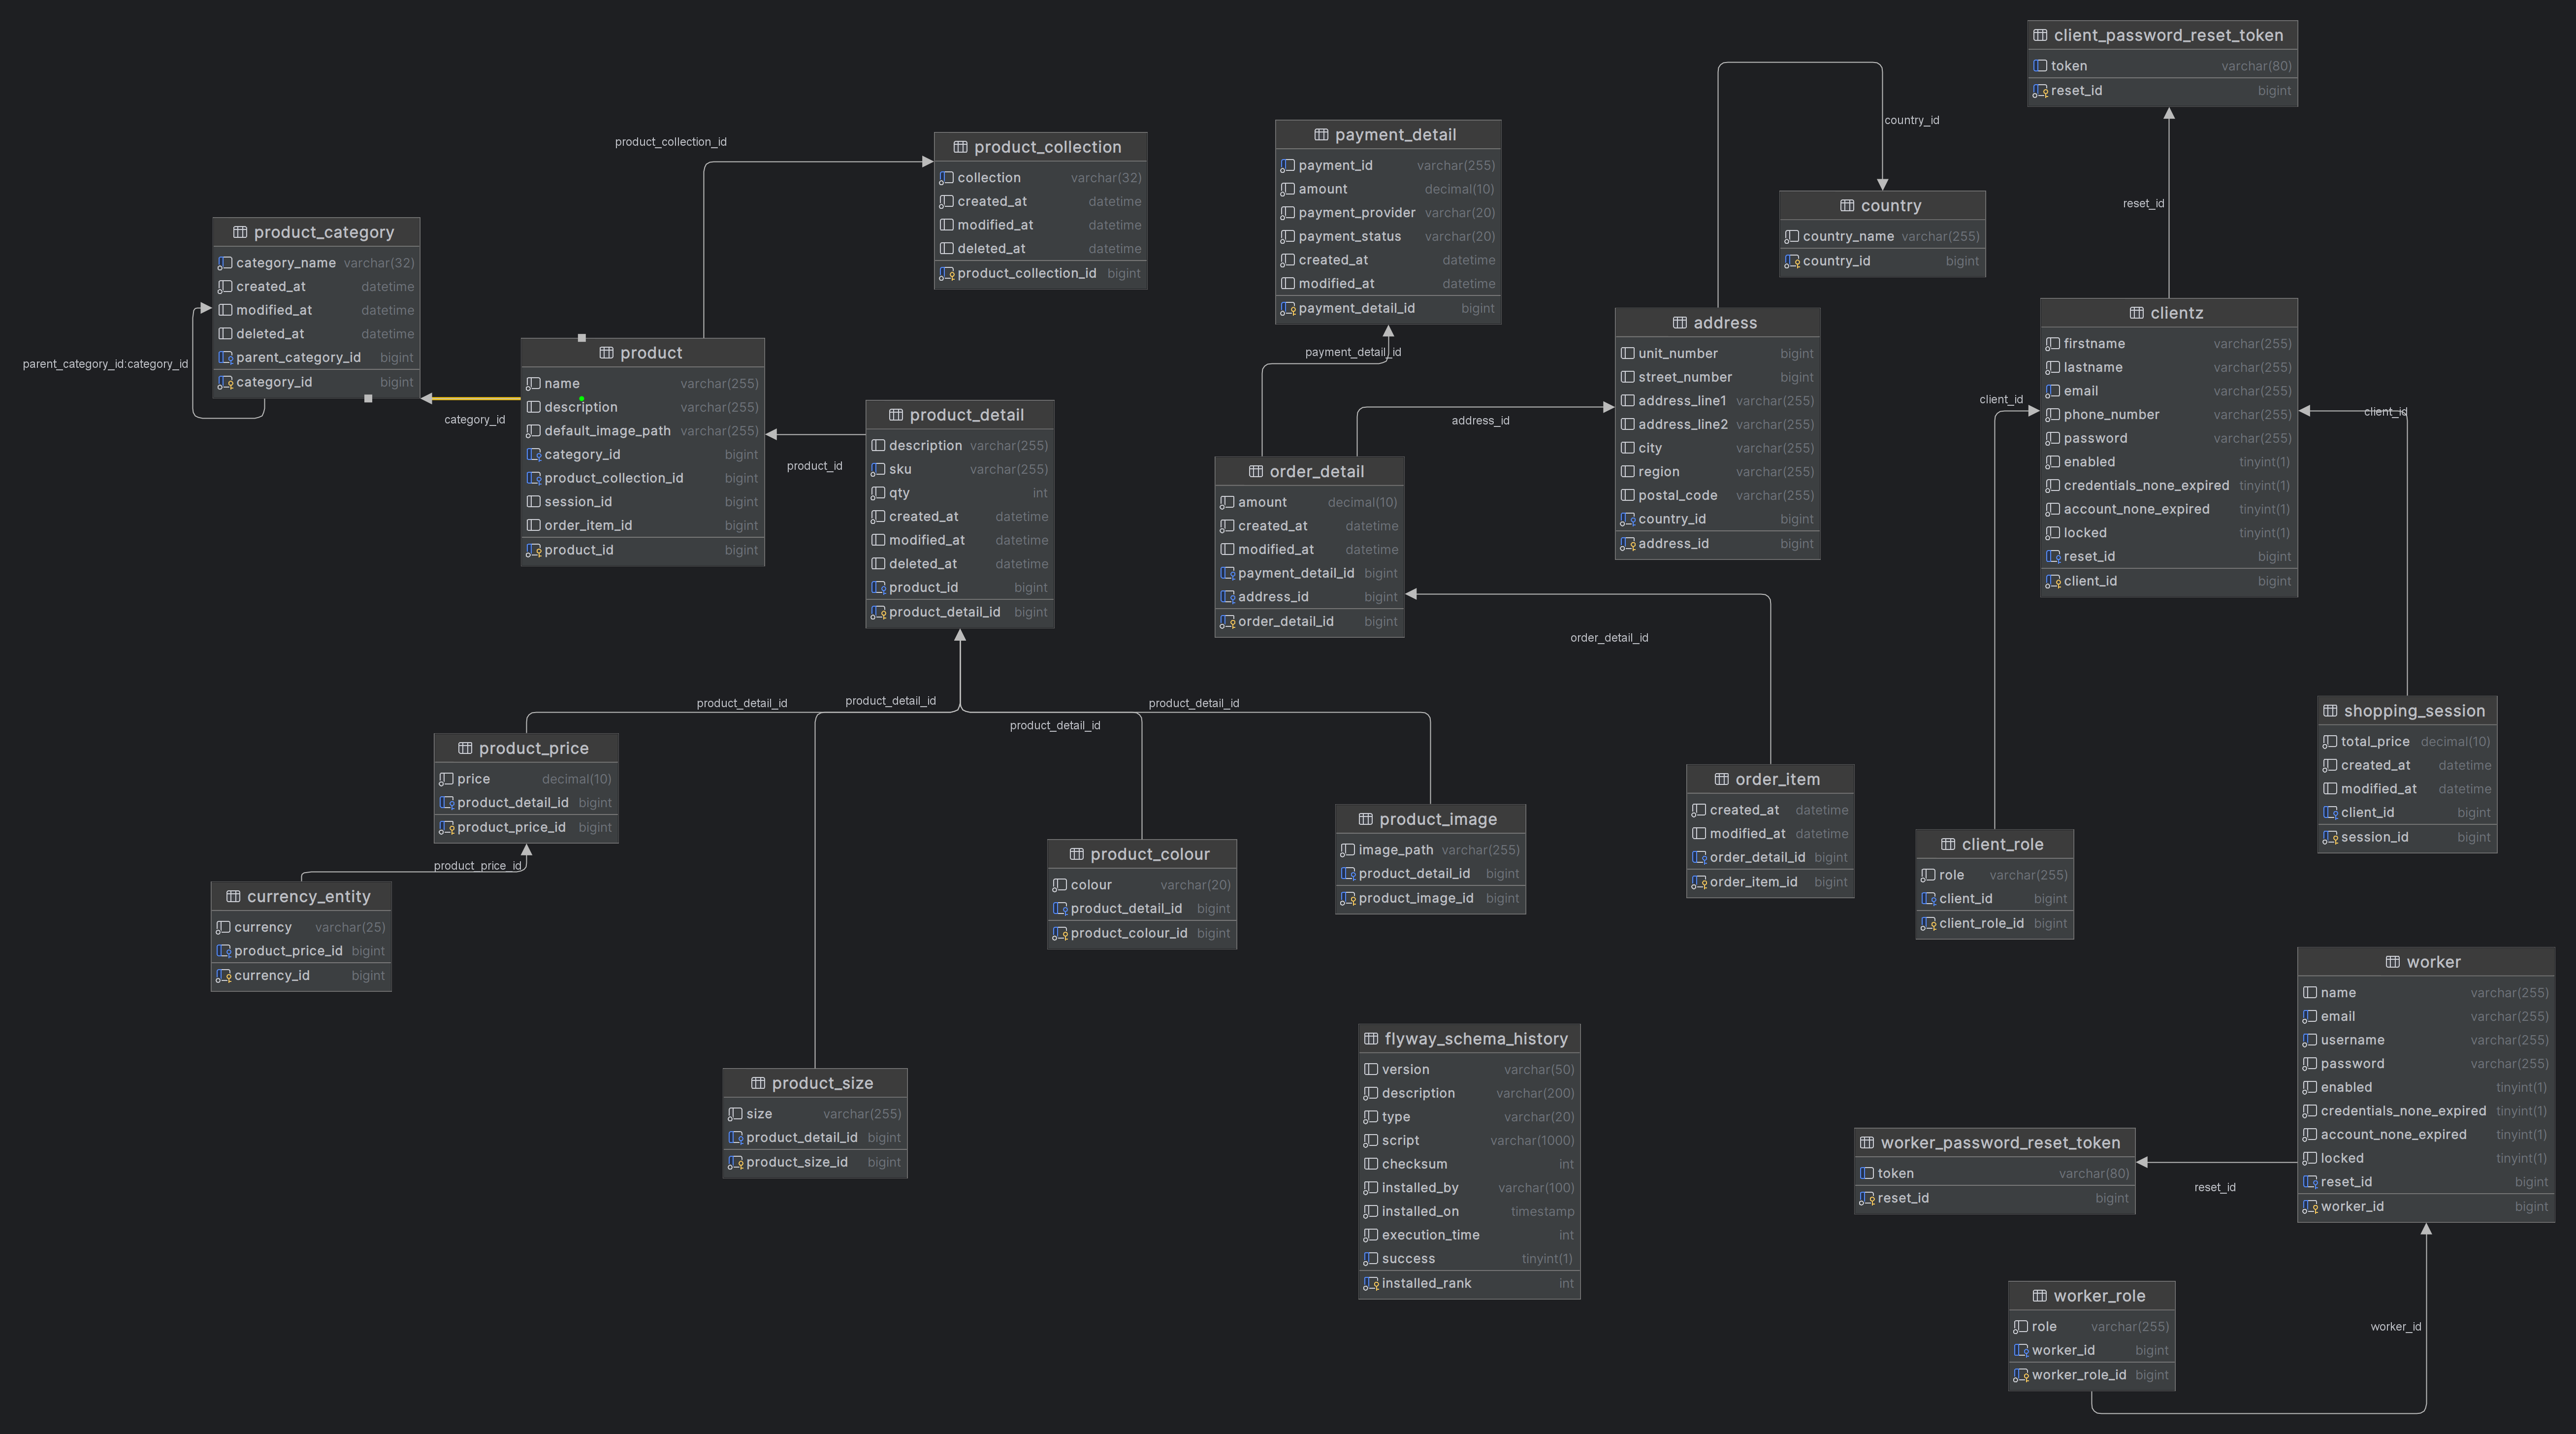 client_password_reset_token
token varchar(80)
reset_id bigint
reset_id
country_id
product_collection_id
product_collection
collection varchar(32)
created_at datetime
modified_at datetime
deleted_at datetime
product_collection_id bigint
payment_detail
payment_id varchar(255)
amount decimal(10)
payment_provider varchar(20)
payment_status varchar(20)
created_at datetime
modified_at datetime
payment_detail_id bigint
payment_detail_id
country
country_name varchar(255)
country_id bigint
product_category
category_name varchar(32)
created_at datetime
modified_at datetime
deleted_at datetime
parent_category_id bigint
category_id bigint
parent_category_id:category_id
category_id
product
name varchar(255)
description varchar(255)
default_image_path varchar(255)
category_id bigint
product_collection_id bigint
session_id bigint
order_item_id bigint
product_id bigint
product_id
product_detail
description varchar(255)
sku varchar(255)
qty int
created_at datetime
modified_at datetime
deleted_at datetime
product_id bigint
product_detail_id bigint
order_detail
amount decimal(10)
created_at datetime
modified_at datetime
payment_detail_id bigint
address_id bigint
order_detail_id bigint
address_id
address
unit_number bigint
street_number bigint
address_line1 varchar(255)
address_line2 varchar(255)
city varchar(255)
region varchar(255)
postal_code varchar(255)
country_id bigint
address_id bigint
clientz
firstname varchar(255)
lastname varchar(255)
email varchar(255)
phone_number varchar(255)
password varchar(255)
enabled tinyint(1)
credentials_none_expired tinyint(1)
account_none_expired tinyint(1)
locked tinyint(1)
reset_id bigint
client_id bigint
client_id
client_id
order_detail_id
product_detail_id
product_detail_id
product_detail_id
product_detail_id
product_price
price decimal(10)
product_detail_id bigint
product_price_id bigint
product_price_id
currency_entity
currency varchar(25)
product_price_id bigint
currency_id bigint
product_colour
colour varchar(20)
product_detail_id bigint
product_colour_id bigint
product_image
image_path varchar(255)
product_detail_id bigint
product_image_id bigint
order_item
created_at datetime
modified_at datetime
order_detail_id bigint
order_item_id bigint
client_role
role varchar(255)
client_id bigint
client_role_id bigint
shopping_session
total_price decimal(10)
created_at datetime
modified_at datetime
client_id bigint
session_id bigint
product_size
size varchar(255)
product_detail_id bigint
product_size_id bigint
flyway_schema_history
version varchar(50)
description varchar(200)
type varchar(20)
script varchar(1000)
checksum int
installed_by varchar(100)
installed_on timestamp
execution_time int
success tinyint(1)
installed_rank int
worker
name varchar(255)
email varchar(255)
username varchar(255)
password varchar(255)
enabled tinyint(1)
credentials_none_expired tinyint(1)
account_none_expired tinyint(1)
locked tinyint(1)
reset_id bigint
worker_id bigint
worker_password_reset_token
token varchar(80)
reset_id bigint
reset_id
worker_role
role varchar(255)
worker_id bigint
worker_role_id bigint
worker_id